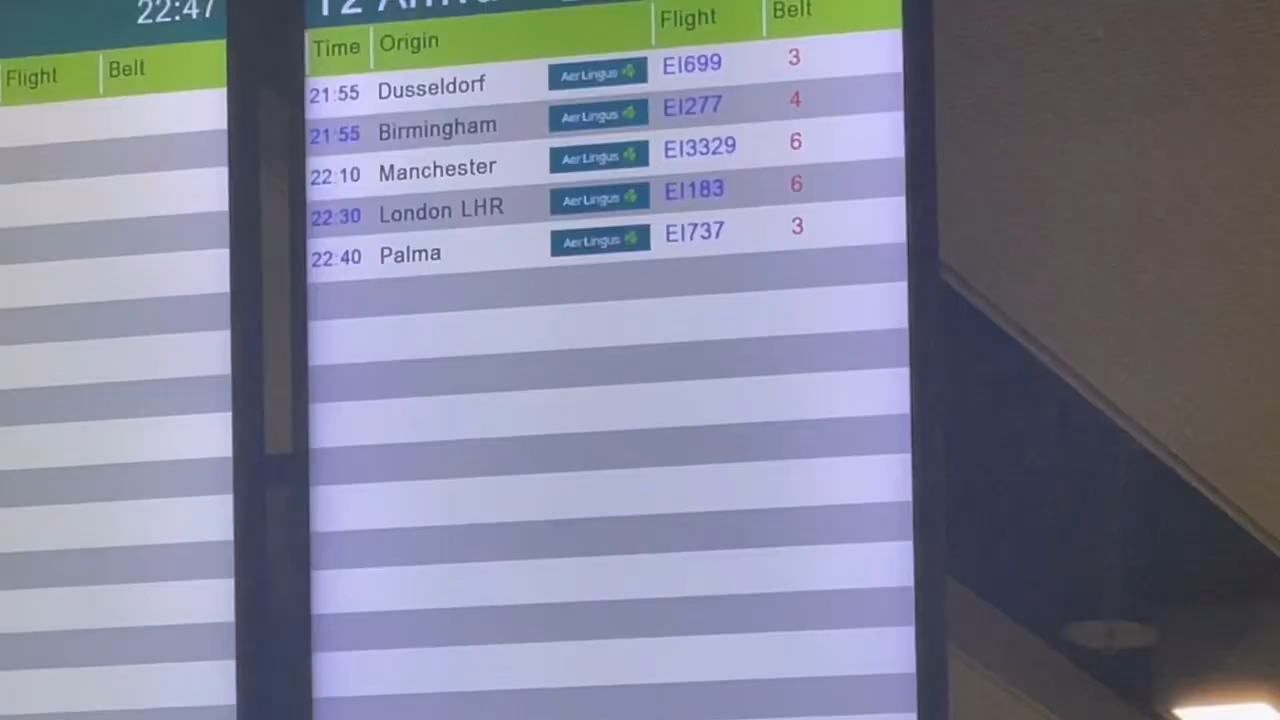 22:47
Flight Belt
T2 Arriv
Time Origin Flight Belt
21:55 Dusseldorf Aer Lingus EI699 3
21:55 Birmingham Aer Lingus EI277 4
22:10 Manchester Aer Lingus EI3329 6
22:30 London LHR Aer Lingus EI183 6
22:40 Palma Aer Lingus EI737 3